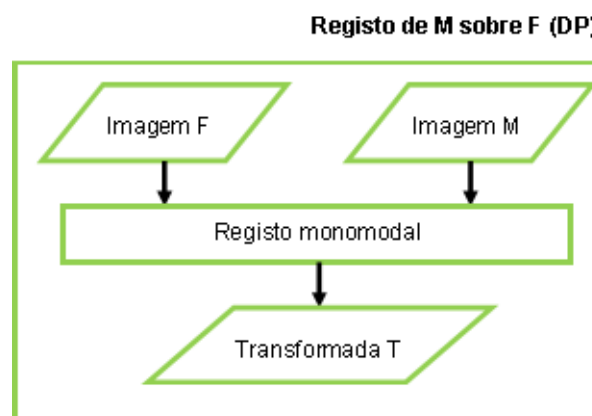 Registo de M sobre F (DP)
Imagem F
Imagem M
Registo monomodal
Transformada T